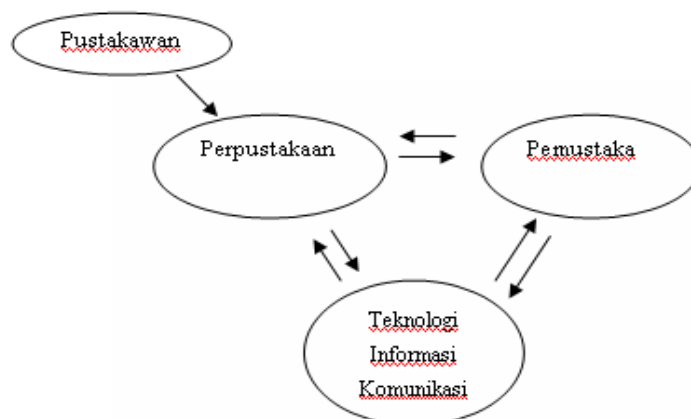 Pustakawan
Perpustakaan
Pemustaka
Teknologi
Informasi
Komunikasi